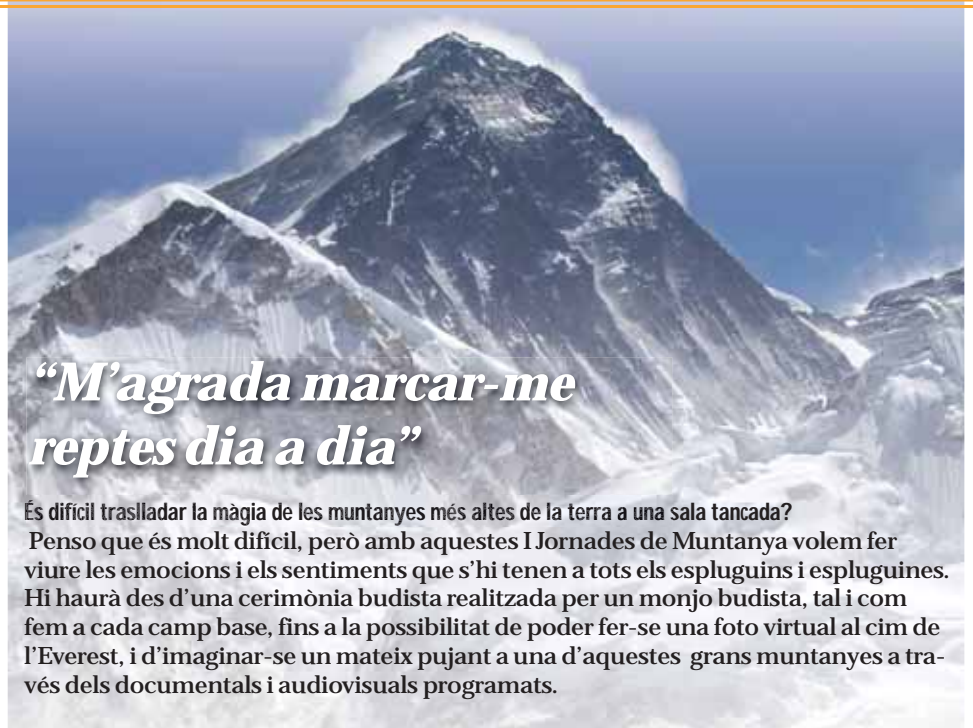 “M’agrada marcar-me
reptes dia a dia”
És difícil traslladar la màgia de les muntanyes més altes de la terra a una sala tancada?
Penso que és molt difícil, però amb aquestes I Jornades de Muntanya volem fer
viure les emocions i els sentiments que s’hi tenen a tots els espluguins i espluguines.
Hi haurà des d’una cerimònia budista realitzada per un monjo budista, tal i com
fem a cada camp base, fins a la possibilitat de poder fer-se una foto virtual al cim de
l’Everest, i d’imaginar-se un mateix pujant a una d’aquestes grans muntanyes a tra-
vés dels documentals i audiovisuals programats.